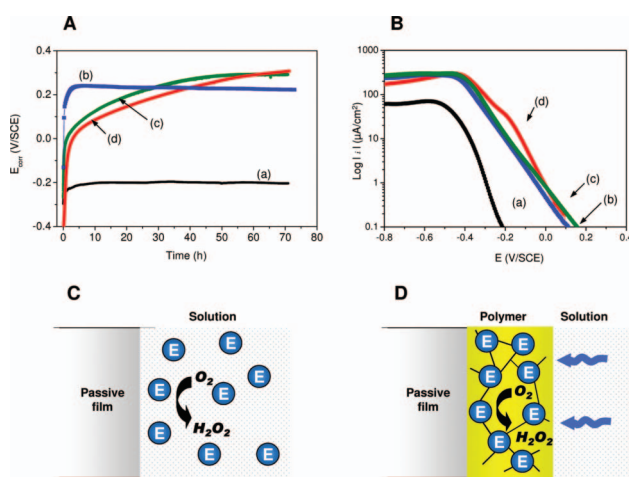 A
B
0.4
0.2
0.0
-0.2
-0.4
E_corr (V/SCE)
0 10 20 30 40 50 60 70 80
Time (h)
(b)
(c)
(d)
(a)
1000
100
10
1
0.1
Log | i | (µA/cm²)
-0.8 -0.6 -0.4 -0.2 0.0 0.2 0.4
E (V/SCE)
(d)
(c)
(a)
(b)
C
Solution
Passive
film
E
E
E
E
E
E
E
E
O₂
H₂O₂
D
Polymer
Solution
Passive
film
E
E
E
E
E
E
E
E
O₂
H₂O₂